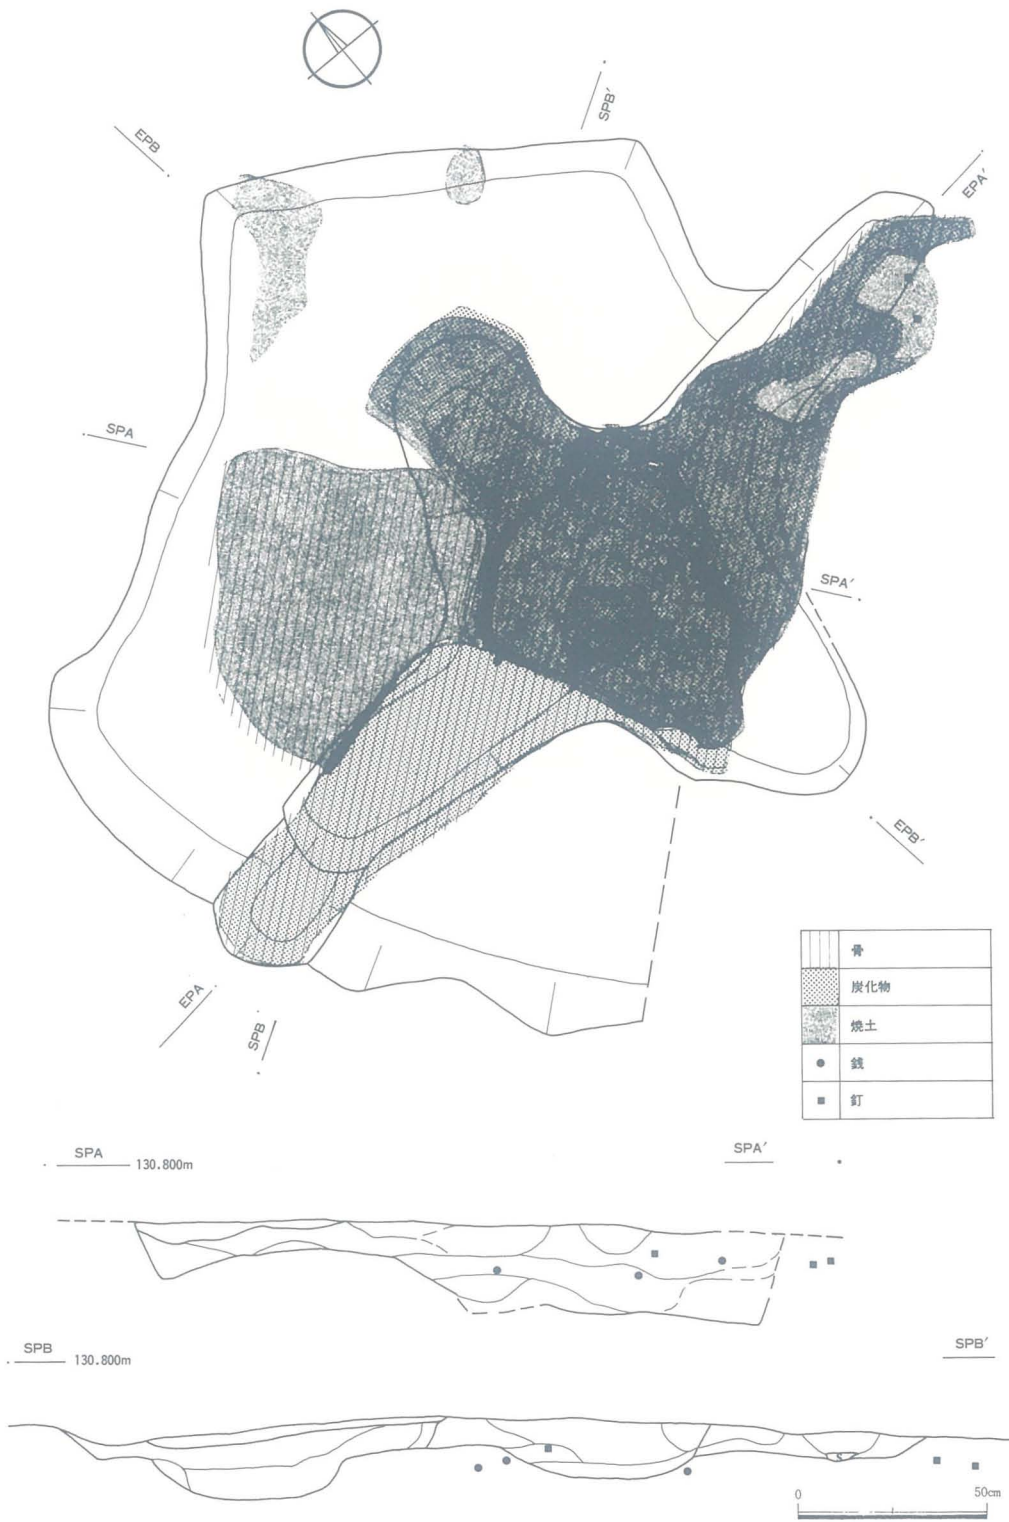 SPB′
EPB
EPA′
SPA
SPA′
EPB′
EPA
SPB
骨
炭化物
焼土
銭
釘
SPA 130.800m SPA′
SPB 130.800m SPB′
S
0 50cm